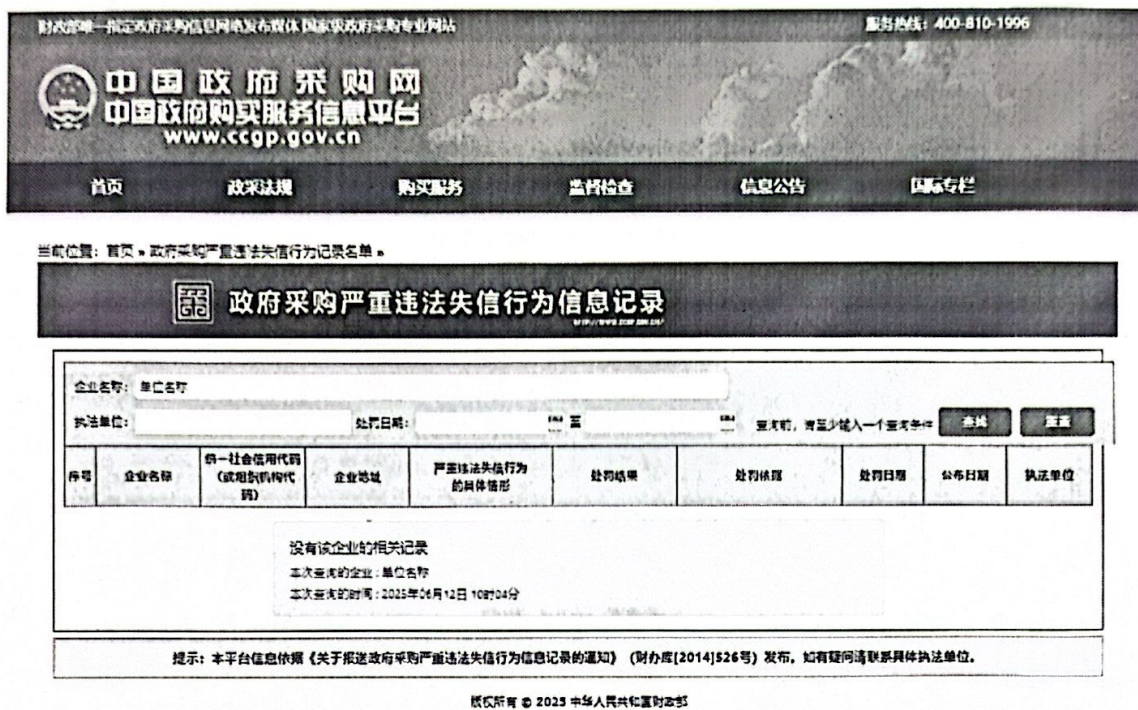 财政部唯一指定政府采购信息网络发布媒体 国家级政府采购专业网站
服务热线：400-810-1996
中国政府采购网
中国政府购买服务信息平台
www.ccgp.gov.cn
首页 政采法规 购买服务 监督检查 信息公告 国际专栏
当前位置：首页 » 政府采购严重违法失信行为记录名单 »
政府采购严重违法失信行为信息记录
企业名称：单位名称
执法单位： 处罚日期： 至 查询前，需至少输入一个查询条件 查找 重置
序号 企业名称 统一社会信用代码（或组织机构代码） 企业地址 严重违法失信行为的具体情形 处罚结果 处罚依据 处罚日期 公布日期 执法单位
没有该企业的相关记录
本次查询的企业：单位名称
本次查询的时间：2025年06月12日 10时04分
提示：本平台信息依据《关于报送政府采购严重违法失信行为信息记录的通知》（财办库[2014]526号）发布，如有疑问请联系具体执法单位。
版权所有 © 2025 中华人民共和国财政部